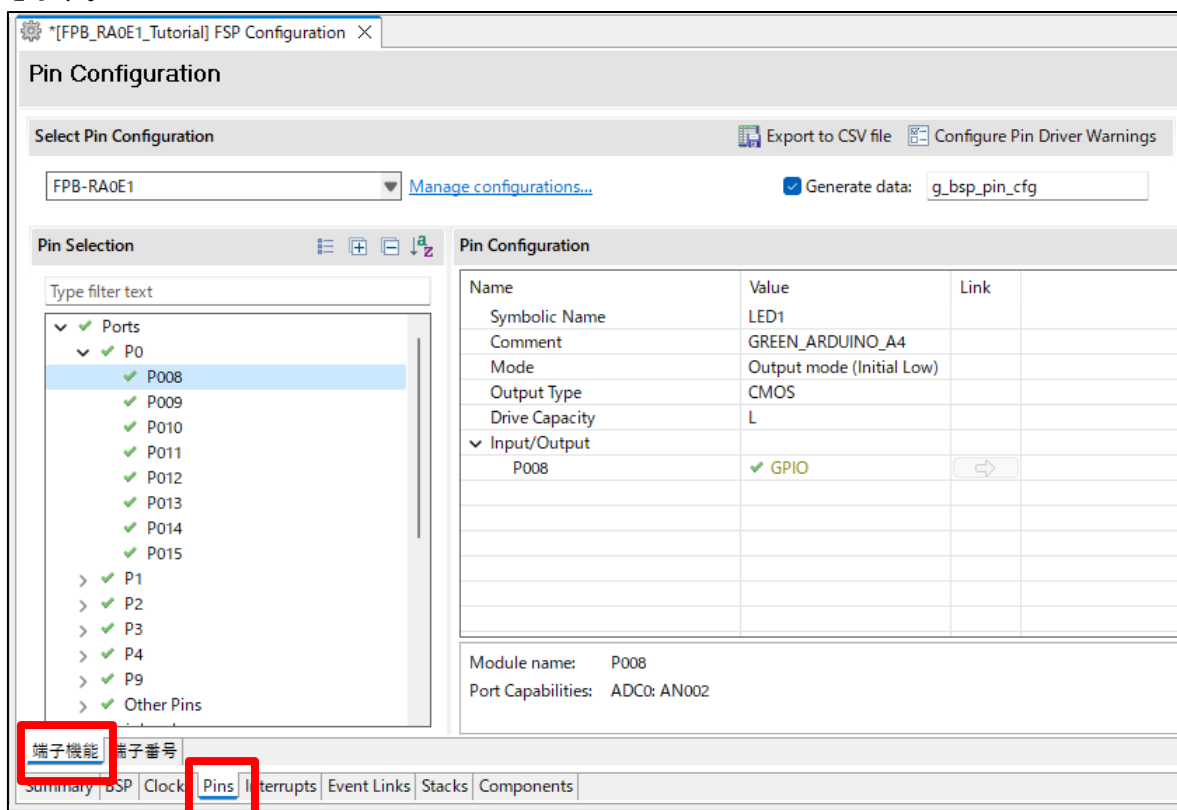 *[FPB_RA0E1_Tutorial] FSP Configuration
Pin Configuration
Select Pin Configuration
Export to CSV file
Configure Pin Driver Warnings
FPB-RA0E1
Manage configurations...
Generate data:
g_bsp_pin_cfg
Pin Selection
Type filter text
Ports
P0
P008
P009
P010
P011
P012
P013
P014
P015
P1
P2
P3
P4
P9
Other Pins
Pin Configuration
Name Value Link
Symbolic Name LED1
Comment GREEN_ARDUINO_A4
Mode Output mode (Initial Low)
Output Type CMOS
Drive Capacity L
Input/Output
P008 GPIO
Module name: P008
Port Capabilities: ADC0: AN002
端子機能 端子番号
Summary BSP Clocks Pins Interrupts Event Links Stacks Components